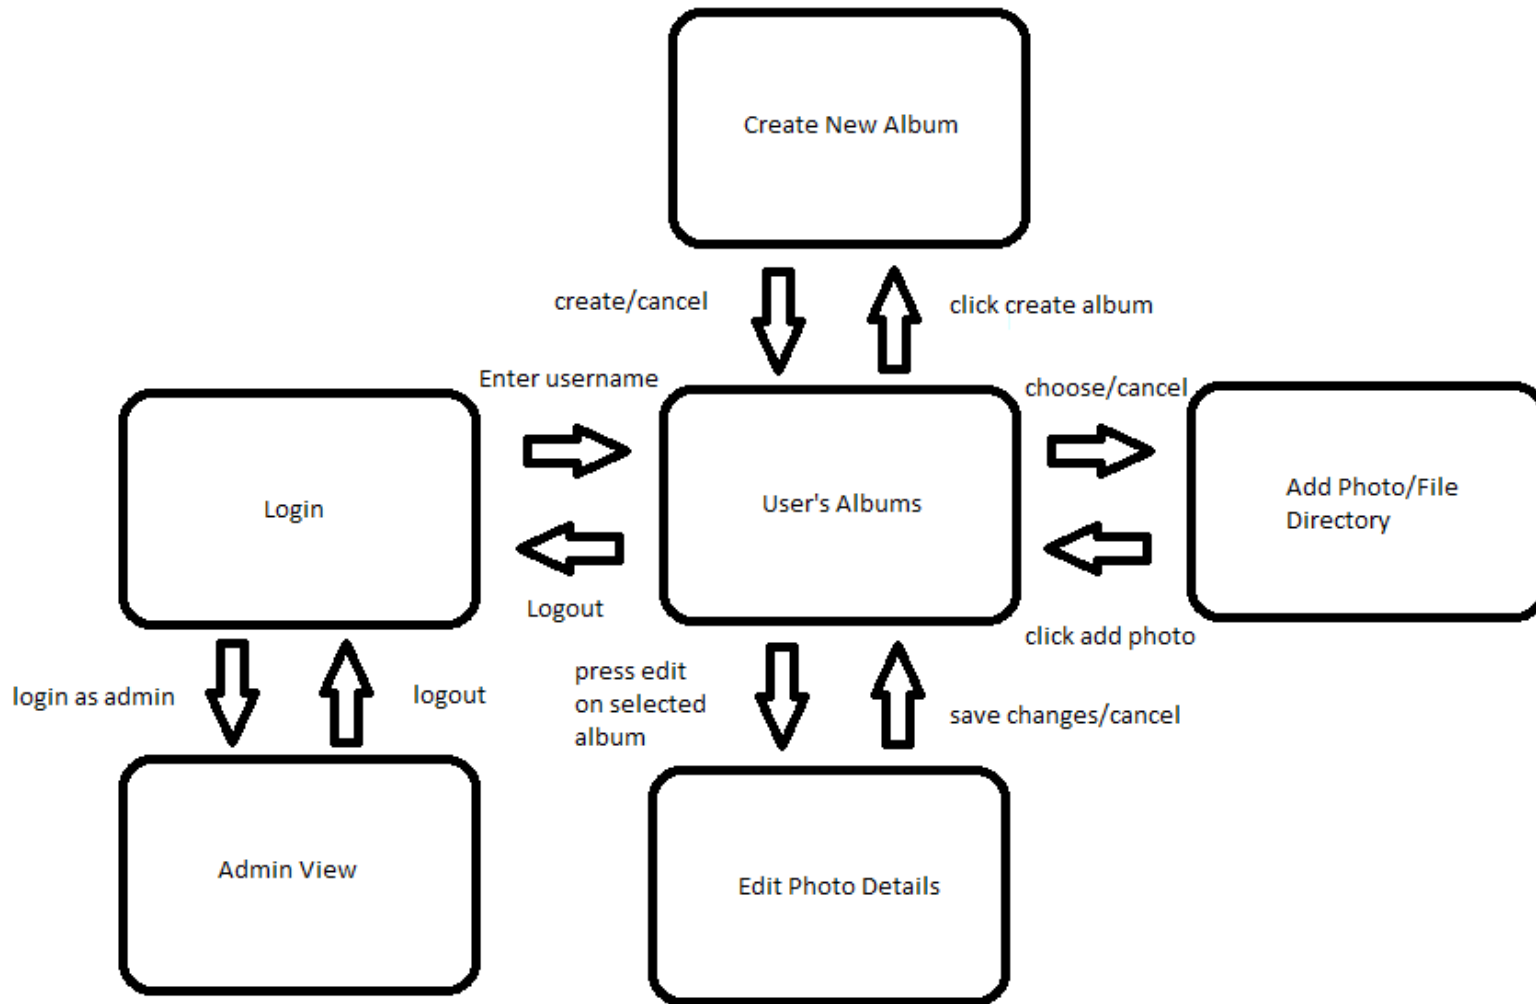 Create New Album
create/cancel
click create album
Enter username
choose/cancel
Login
User's Albums
Add Photo/File
Directory
Logout
click add photo
login as admin
logout
press edit
on selected
album
save changes/cancel
Admin View
Edit Photo Details